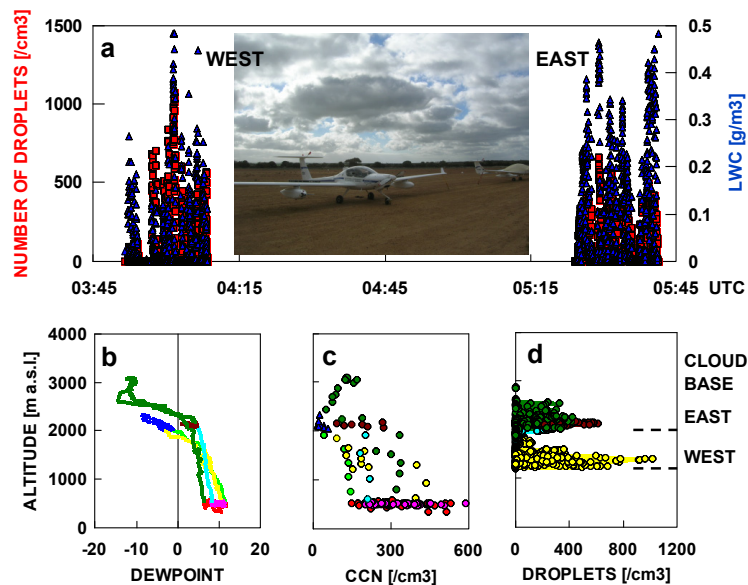 a
WEST
EAST
NUMBER OF DROPLETS [/cm3]
1500
1000
500
0
LWC [g/m3]
0.5
0.4
0.3
0.2
0.1
0
03:45 04:15 04:45 05:15 05:45 UTC
ALTITUDE [m a.s.l.]
4000
3000
2000
1000
0
b
-20 -10 0 10 20
DEWPOINT
c
0 300 600
CCN [/cm3]
d
0 400 800 1200
DROPLETS [/cm3]
CLOUD
BASE
EAST
WEST